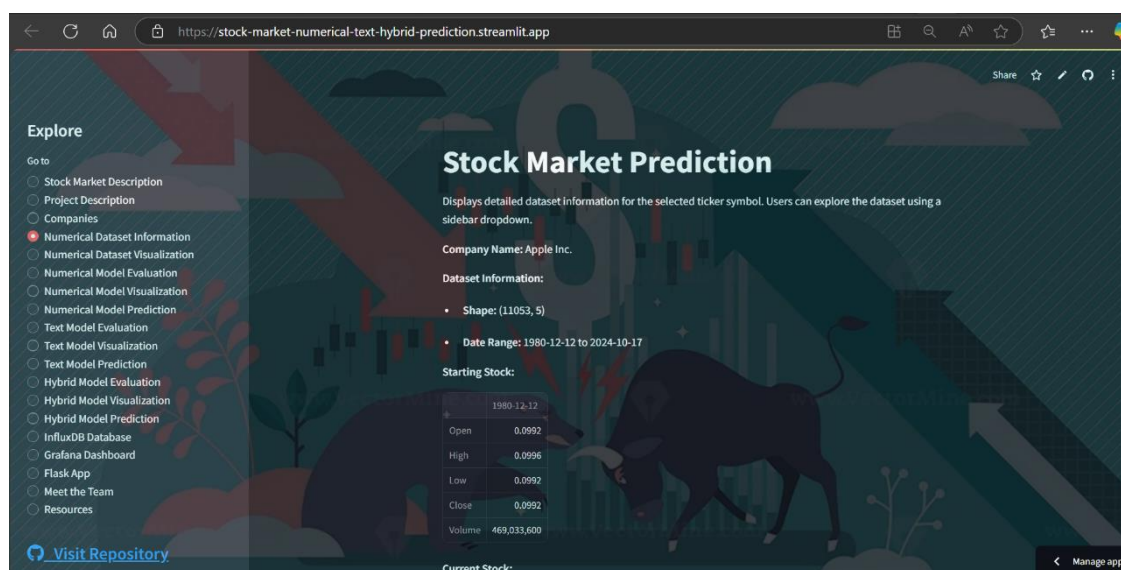 https://stock-market-numerical-text-hybrid-prediction.streamlit.app
Share
Explore
Go to
Stock Market Description
Project Description
Companies
Numerical Dataset Information
Numerical Dataset Visualization
Numerical Model Evaluation
Numerical Model Visualization
Numerical Model Prediction
Text Model Evaluation
Text Model Visualization
Text Model Prediction
Hybrid Model Evaluation
Hybrid Model Visualization
Hybrid Model Prediction
InfluxDB Database
Grafana Dashboard
Flask App
Meet the Team
Resources
Visit Repository
Stock Market Prediction
Displays detailed dataset information for the selected ticker symbol. Users can explore the dataset using a
sidebar dropdown.
Company Name: Apple Inc.
Dataset Information:
• Shape: (11053, 5)
• Date Range: 1980-12-12 to 2024-10-17
Starting Stock:
1980-12-12
Open 0.0992
High 0.0996
Low 0.0992
Close 0.0992
Volume 469,033,600
Current Stock:
Manage app